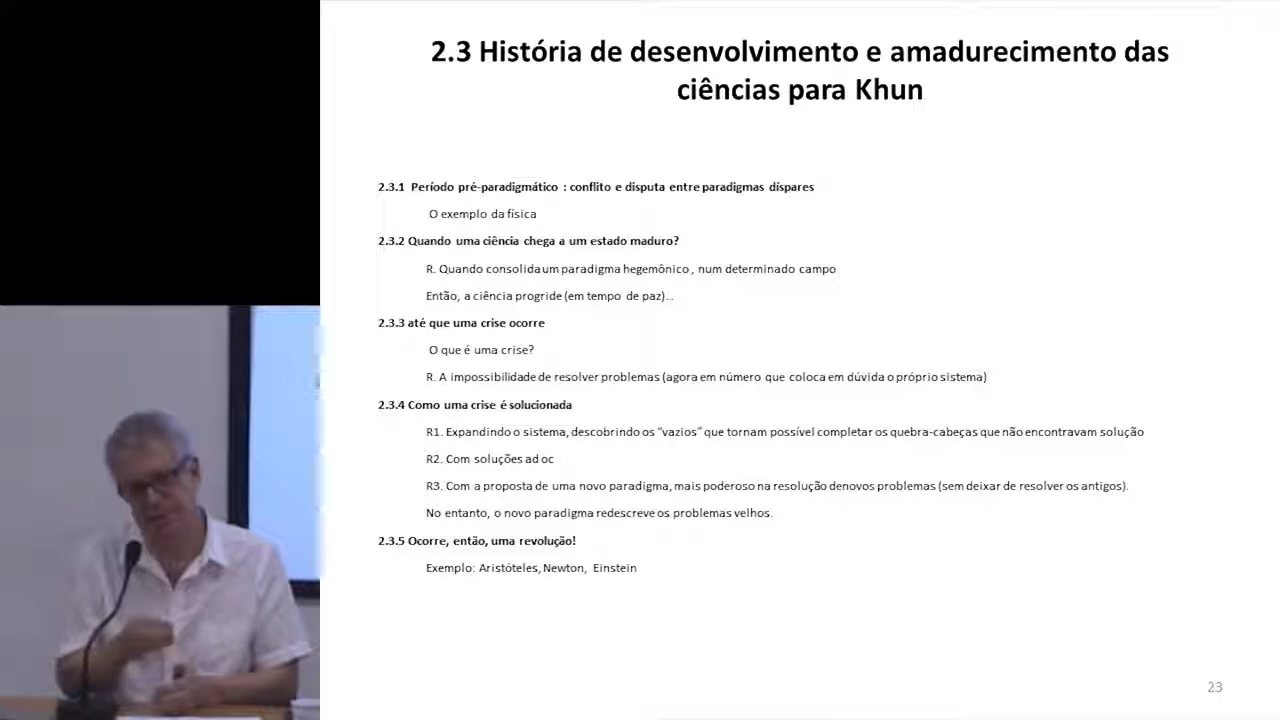 2.3 História de desenvolvimento e amadurecimento das
ciências para Khun
2.3.1 Período pré-paradigmático : conflito e disputa entre paradigmas díspares
O exemplo da física
2.3.2 Quando uma ciência chega a um estado maduro?
R. Quando consolida um paradigma hegemônico , num determinado campo
Então, a ciência progride (em tempo de paz)...
2.3.3 até que uma crise ocorre
O que é uma crise?
R. A impossibilidade de resolver problemas (agora em número que coloca em dúvida o próprio sistema)
2.3.4 Como uma crise é solucionada
R1. Expandindo o sistema, descobrindo os “vazios” que tornam possível completar os quebra-cabeças que não encontravam solução
R2. Com soluções ad oc
R3. Com a proposta de uma novo paradigma, mais poderoso na resolução denovos problemas (sem deixar de resolver os antigos).
No entanto, o novo paradigma redescreve os problemas velhos.
2.3.5 Ocorre, então, uma revolução!
Exemplo: Aristóteles, Newton, Einstein
23